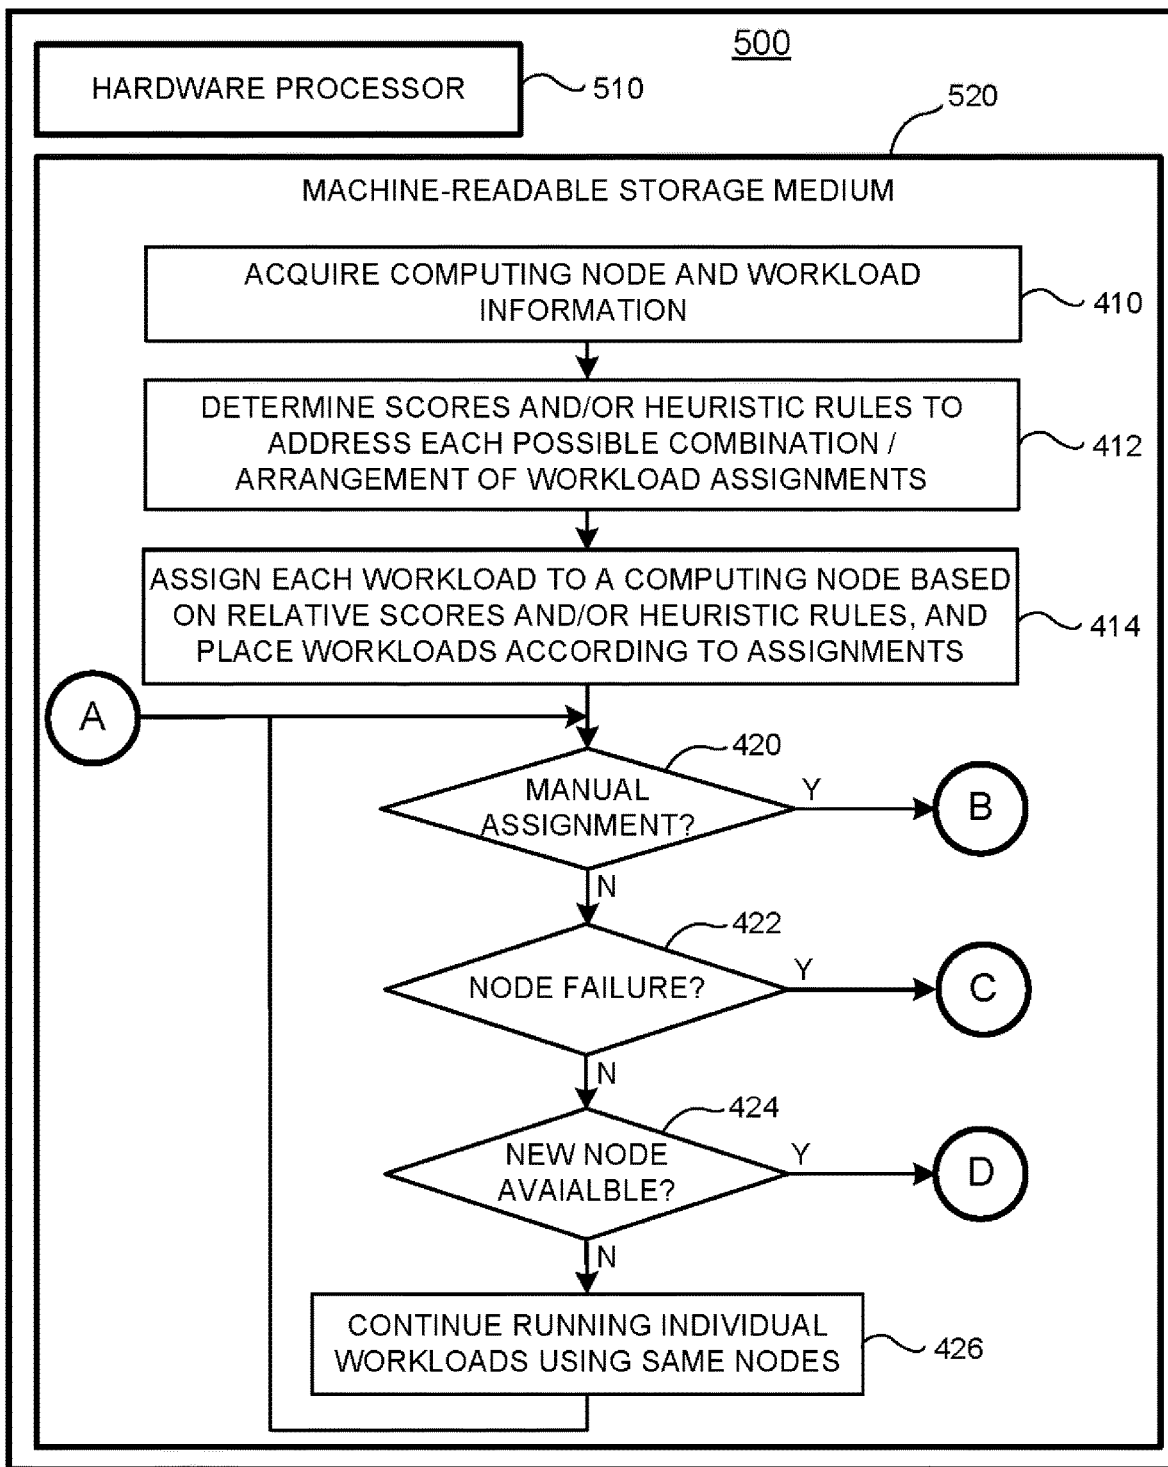 500
HARDWARE PROCESSOR
510
520
MACHINE-READABLE STORAGE MEDIUM
ACQUIRE COMPUTING NODE AND WORKLOAD
INFORMATION
410
DETERMINE SCORES AND/OR HEURISTIC RULES TO
ADDRESS EACH POSSIBLE COMBINATION /
ARRANGEMENT OF WORKLOAD ASSIGNMENTS
412
ASSIGN EACH WORKLOAD TO A COMPUTING NODE BASED
ON RELATIVE SCORES AND/OR HEURISTIC RULES, AND
PLACE WORKLOADS ACCORDING TO ASSIGNMENTS
414
A
420
MANUAL
ASSIGNMENT?
Y
B
N
422
NODE FAILURE?
Y
C
N
424
NEW NODE
AVAIALBLE?
Y
D
N
CONTINUE RUNNING INDIVIDUAL
WORKLOADS USING SAME NODES
426